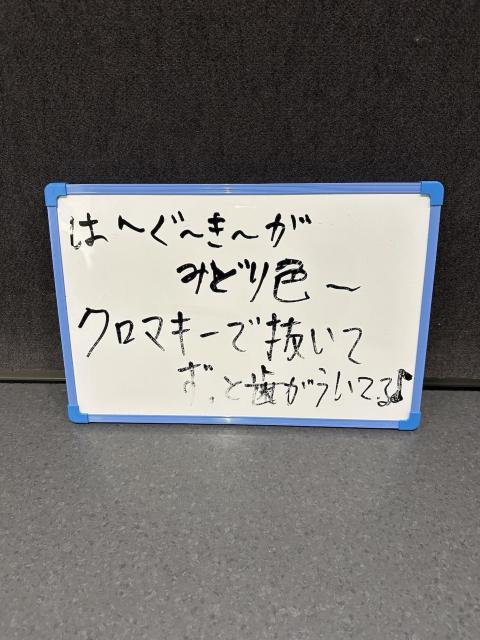 は〜ぐ〜き〜が
みどり色〜
クロマキーで抜いて
ずっと歯がういてる♪